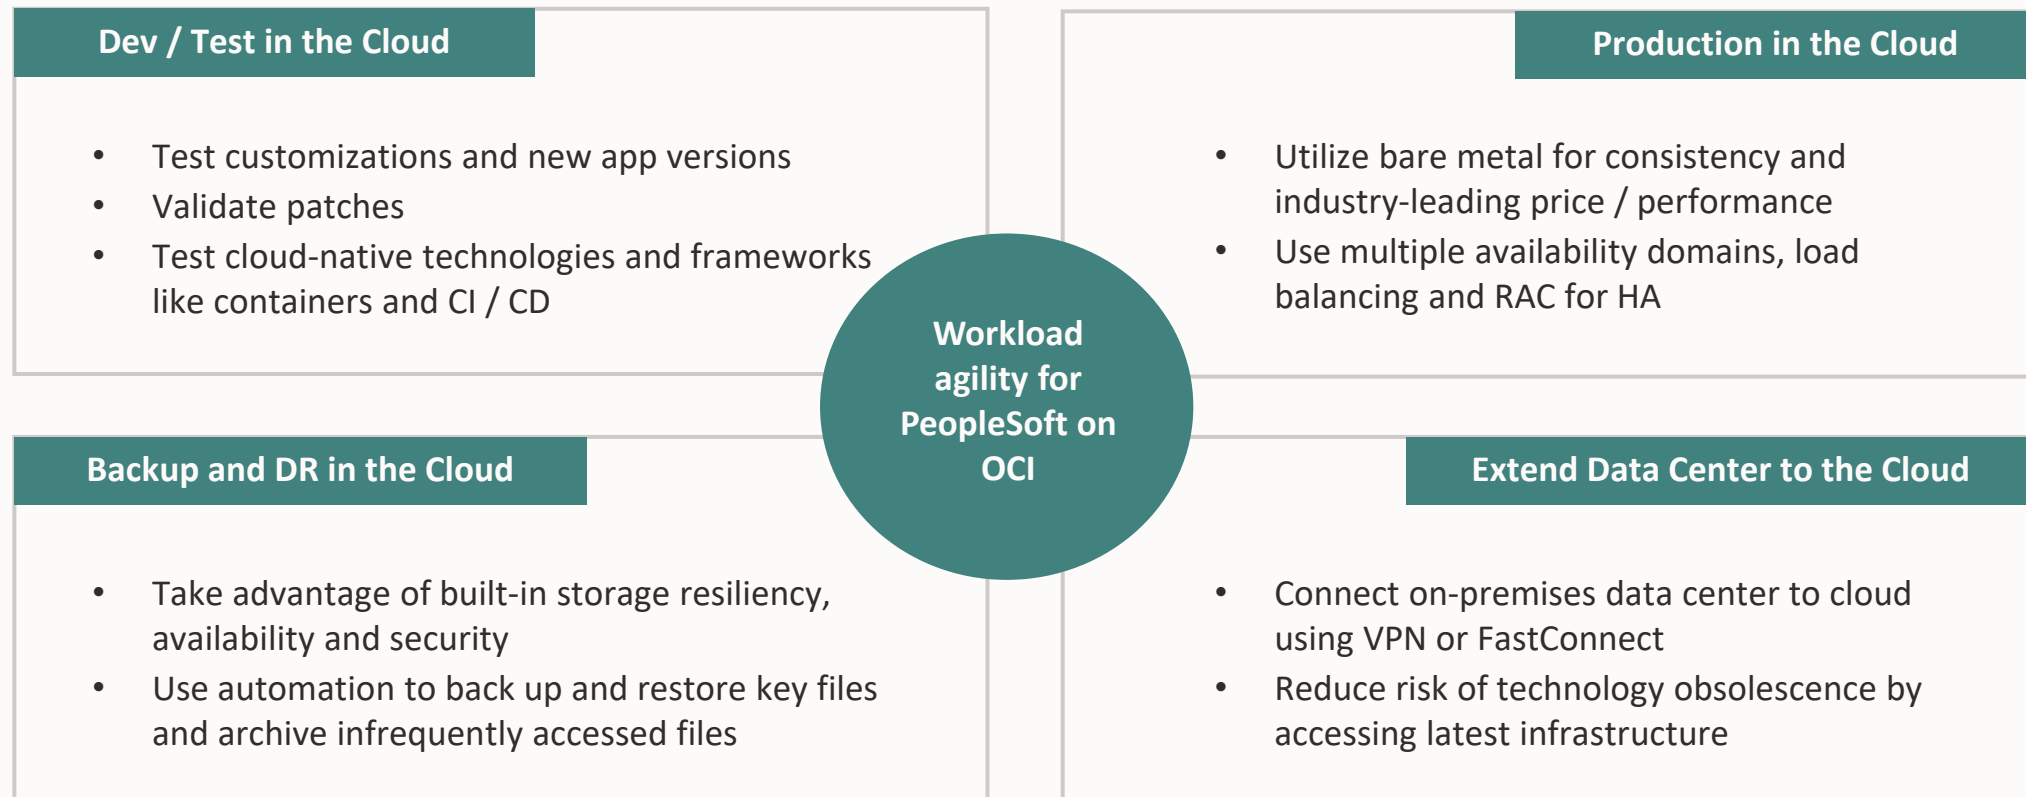 Dev / Test in the Cloud
• Test customizations and new app versions
• Validate patches
• Test cloud-native technologies and frameworks
like containers and CI / CD
Production in the Cloud
• Utilize bare metal for consistency and
industry-leading price / performance
• Use multiple availability domains, load
balancing and RAC for HA
Workload
agility for
PeopleSoft on
OCI
Backup and DR in the Cloud
• Take advantage of built-in storage resiliency,
availability and security
• Use automation to back up and restore key files
and archive infrequently accessed files
Extend Data Center to the Cloud
• Connect on-premises data center to cloud
using VPN or FastConnect
• Reduce risk of technology obsolescence by
accessing latest infrastructure